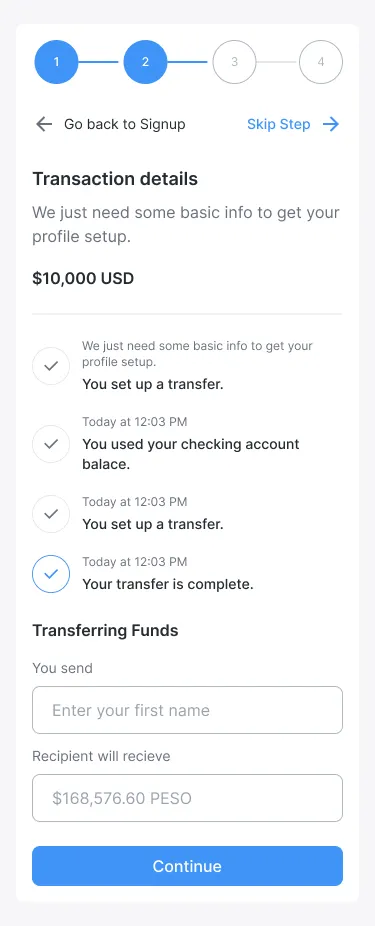 1 2 3 4
Go back to Signup Skip Step
Transaction details
We just need some basic info to get your
profile setup.
$10,000 USD
We just need some basic info to get your
profile setup.
You set up a transfer.
Today at 12:03 PM
You used your checking account
balace.
Today at 12:03 PM
You set up a transfer.
Today at 12:03 PM
Your transfer is complete.
Transferring Funds
You send
Enter your first name
Recipient will recieve
$168,576.60 PESO
Continue